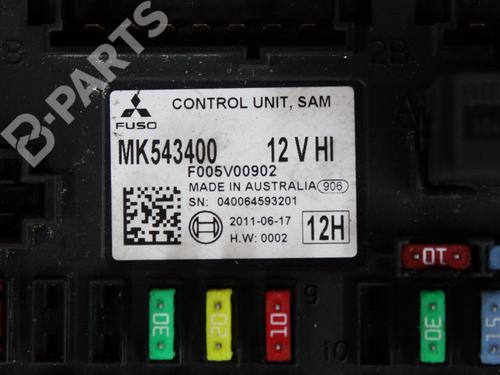 B-PARTS
B
2B
A
FUSO
CONTROL UNIT, SAM
MK543400 12 V HI
F005V00902
MADE IN AUSTRALIA 906
SN: 040064593201
2011-06-17
H.W: 0002
12H
30
20
10
9
10
10
30
15